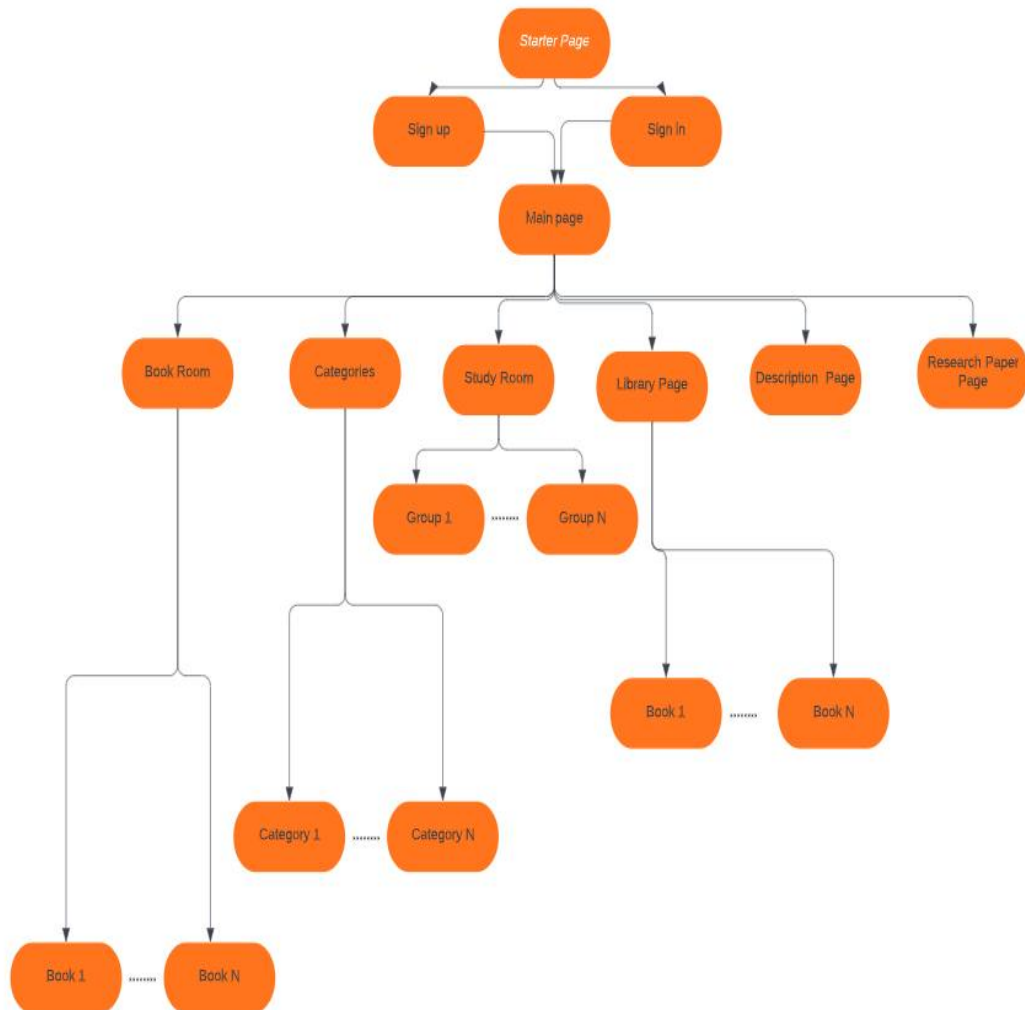 Starter Page
Sign up
Sign in
Main page
Book Room
Categories
Study Room
Library Page
Description Page
Research Paper
Page
Group 1
........
Group N
Book 1
........
Book N
Category 1
........
Category N
Book 1
........
Book N